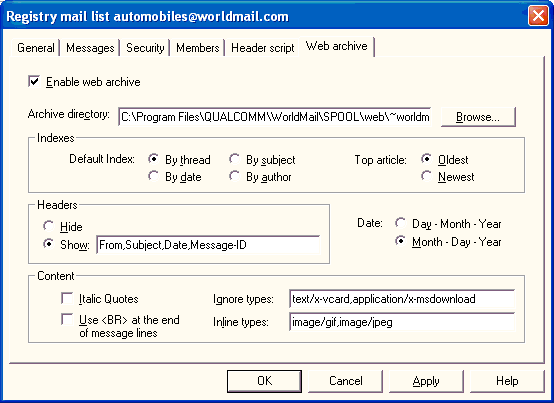 Registry mail list automobiles@worldmail.com
General Messages Security Members Header script Web archive
Enable web archive
Archive directory: C:\Program Files\QUALCOMM\WorldMail\SPOOL\web\~worldm Browse...
Indexes
Default Index: By thread By subject Top article: Oldest
By date By author Newest
Headers
Hide Date: Day - Month - Year
Show: From,Subject,Date,Message-ID Month - Day - Year
Content
Italic Quotes Ignore types: text/x-vcard,application/x-msdownload
Use <BR> at the end Inline types: image/gif,image/jpeg
of message lines
OK Cancel Apply Help